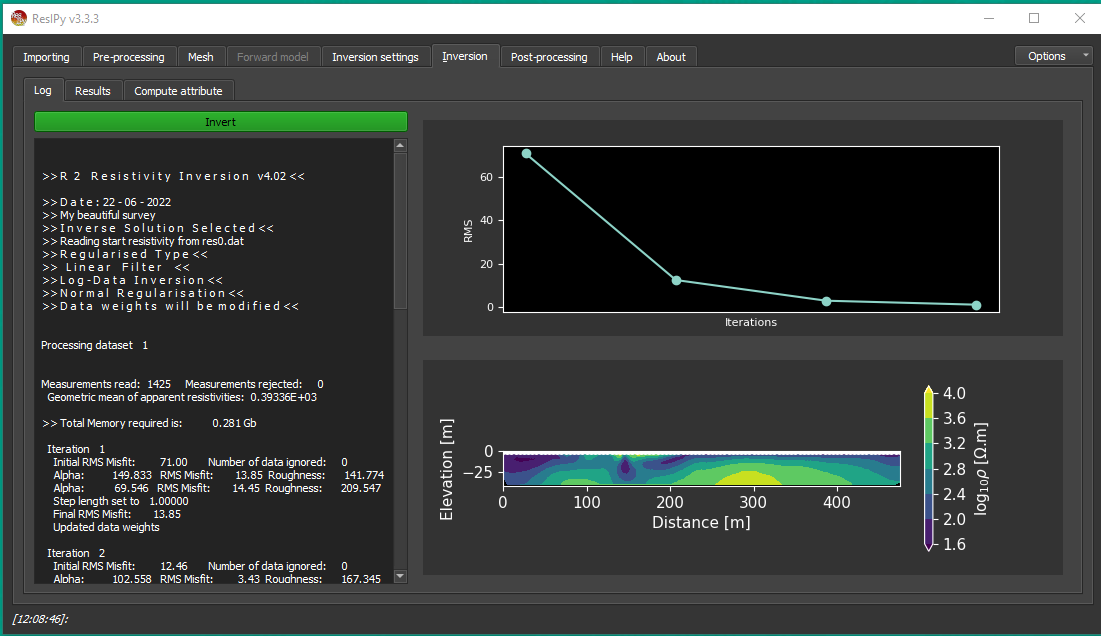 ResIPy v3.3.3
Importing Pre-processing Mesh Forward model Inversion settings Inversion Post-processing Help About Options
Log Results Compute attribute
Invert
>>R 2 Resistivity Inversion v4.02<<
>>Date:22-06-2022
>> My beautiful survey
>>Inverse Solution Selected<<
>> Reading start resistivity from res0.dat
>>Regularised Type<<
>> Linear Filter <<
>>Log-Data Inversion<<
>>Normal Regularisation<<
>>Data weights will be modified<<
Processing dataset 1
Measurements read: 1425 Measurements rejected: 0
Geometric mean of apparent resistivities: 0.39336E+03
>> Total Memory required is: 0.281 Gb
Iteration 1
Initial RMS Misfit: 71.00 Number of data ignored: 0
Alpha: 149.833 RMS Misfit: 13.85 Roughness: 141.774
Alpha: 69.546 RMS Misfit: 14.45 Roughness: 209.547
Step length set to 1.00000
Final RMS Misfit: 13.85
Updated data weights
Iteration 2
Initial RMS Misfit: 12.46 Number of data ignored: 0
Alpha: 102.558 RMS Misfit: 3.43 Roughness: 167.345
RMS
60
40
20
0
Iterations
Elevation [m]
0
−25
0 100 200 300 400
Distance [m]
4.0
3.6
3.2
2.8
2.4
2.0
1.6
log10ρ [Ω.m]
[12:08:46]: